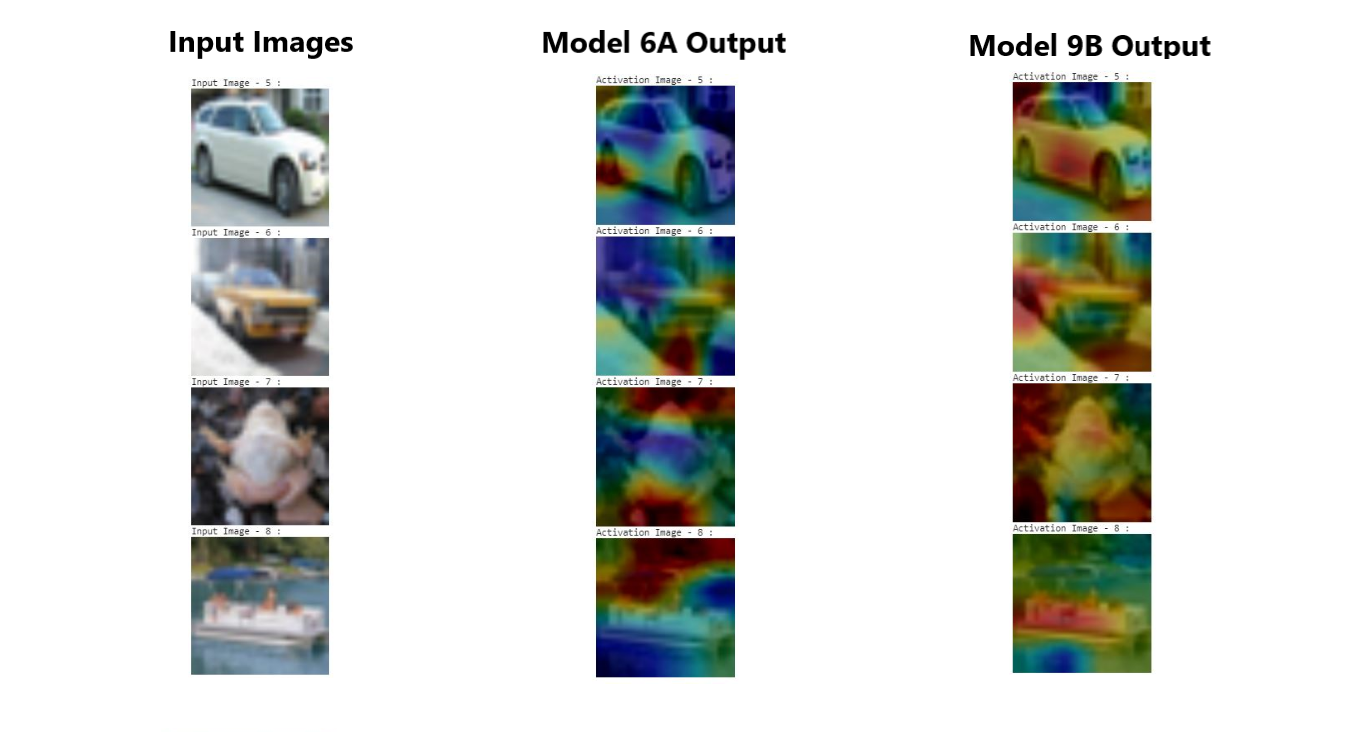 Input Images
Model 6A Output
Model 9B Output
Input Image - 5 :
Activation Image - 5 :
Activation Image - 5 :
Input Image - 6 :
Activation Image - 6 :
Activation Image - 6 :
Input Image - 7 :
Activation Image - 7 :
Activation Image - 7 :
Input Image - 8 :
Activation Image - 8 :
Activation Image - 8 :